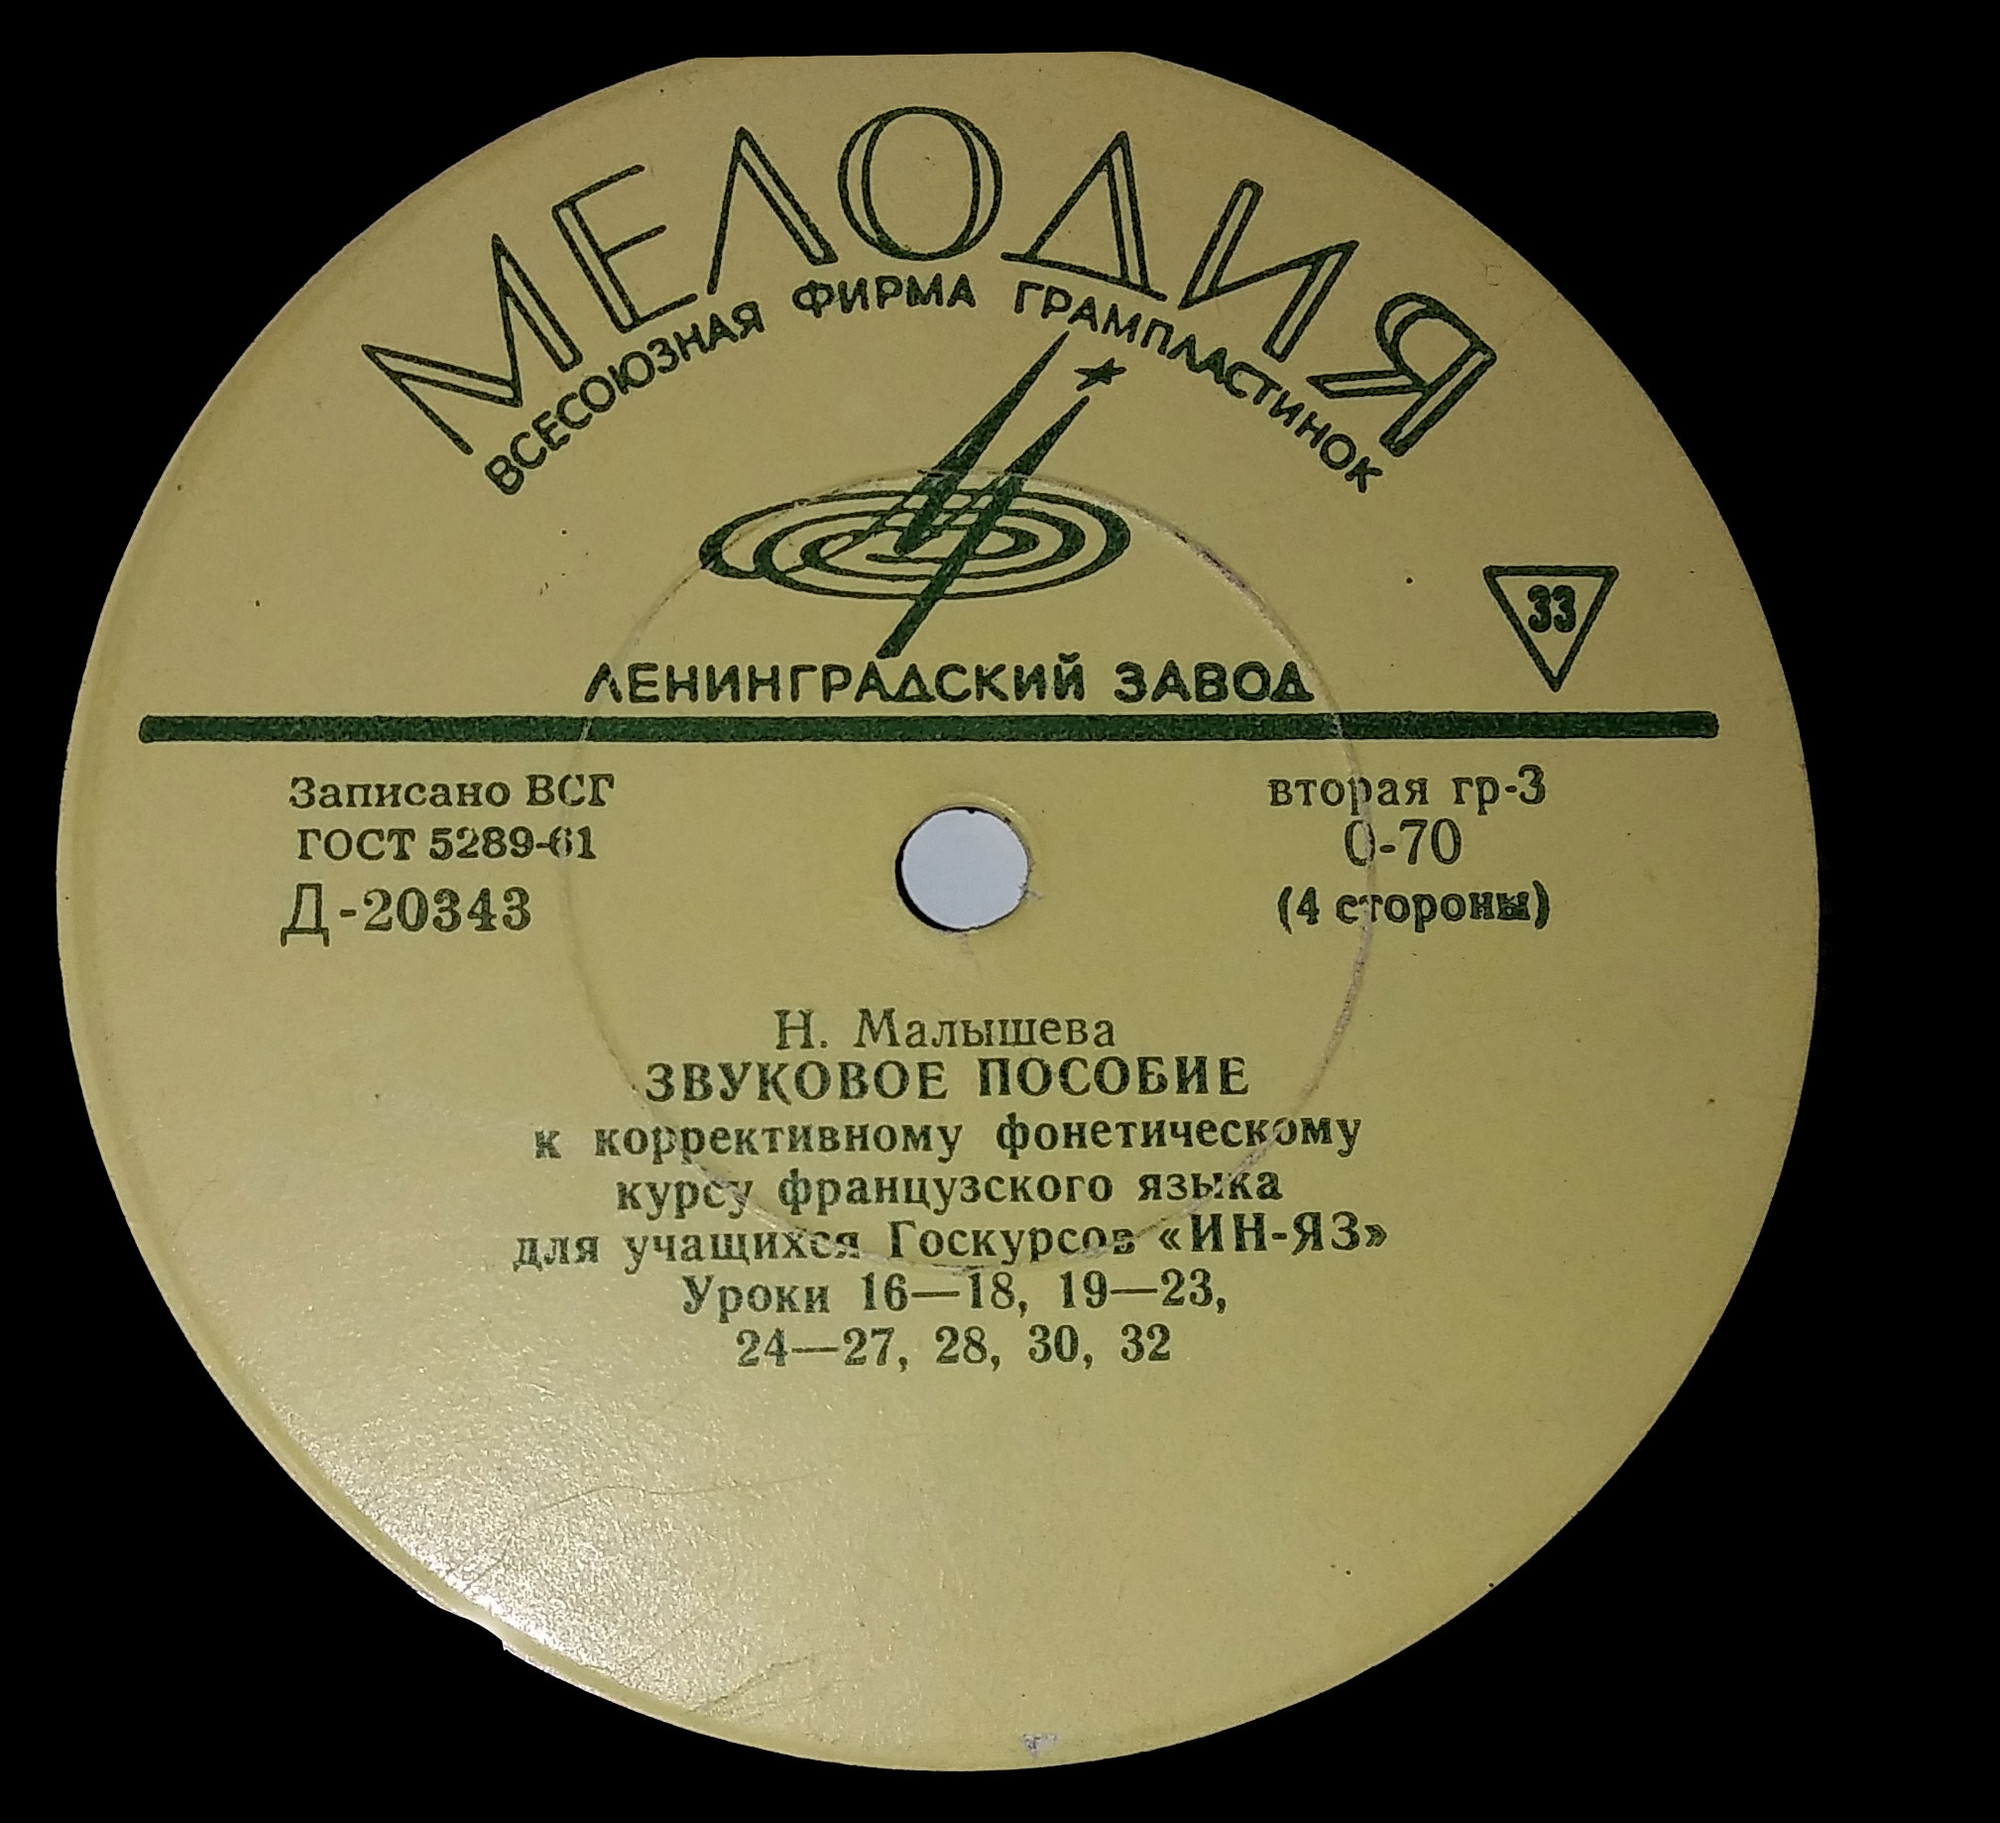 МЕЛОДИЯ
ВСЕСОЮЗНАЯ ФИРМА ГРАМПЛАСТИНОК
33
ЛЕНИНГРАДСКИЙ ЗАВОД
Записано ВСГ
ГОСТ 5289-61
Д-20343
вторая гр-3
0-70
(4 стороны)
Н. Малышева
ЗВУКОВОЕ ПОСОБИЕ
к коррективному фонетическому
курсу французского языка
для учащихся Госкурсов «ИН-ЯЗ»
Уроки 16—18, 19—23,
24—27, 28, 30, 32